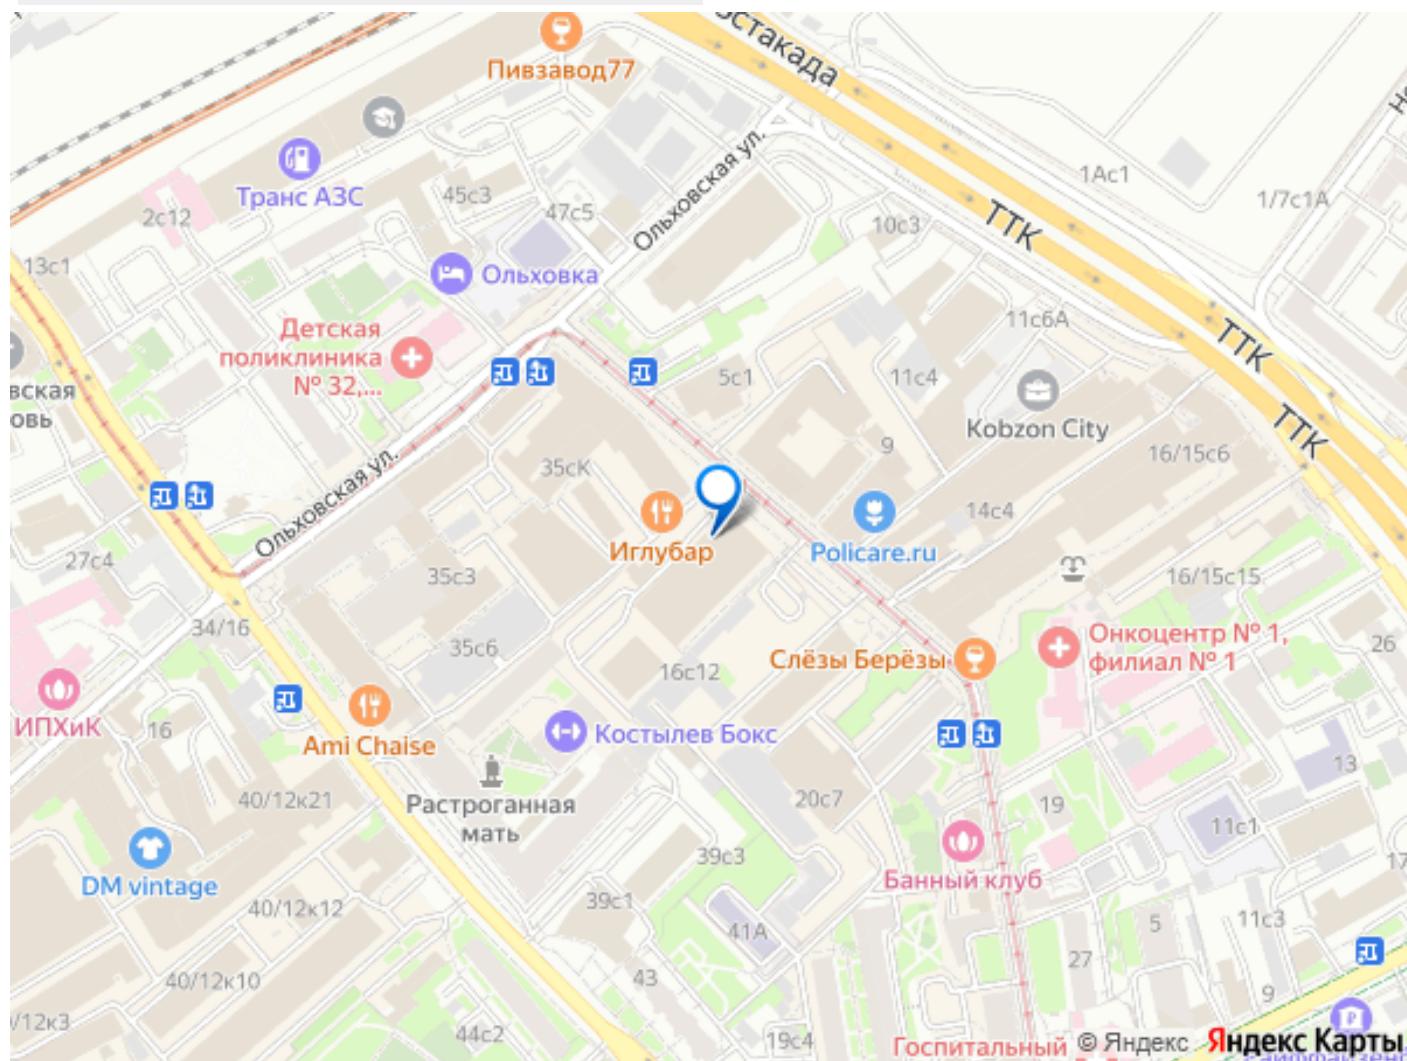 Эстакада
Пивзавод77
Транс АЗС
2с12
45с3
47с5
Ольховская ул.
10с3
ТТК
1Ас1
1/7с1А
13с1
Ольховка
Детская
поликлиника
№ 32,...
11с6А
ТТК
вская
овь
5с1
11с4
Kobzon City
ТТК
9
16/15с6
35сК
Ольховская ул.
Иглубар
Policare.ru
14с4
27с4
35с3
16/15с15
34/16
35с6
16с12
Слёзы Берёзы
Онкоцентр № 1,
филиал № 1
26
ИПХиК
16
Ami Chaise
Костылев Бокс
13
40/12к21
Растроганная
мать
20с7
19
11с1
DM vintage
39с3
Банный клуб
17
40/12к12
39с1
41А
5
11с3
40/12к10
43
27
9
/12к3
44с2
19с4
Госпитальный
© Яндекс Яндекс Карты